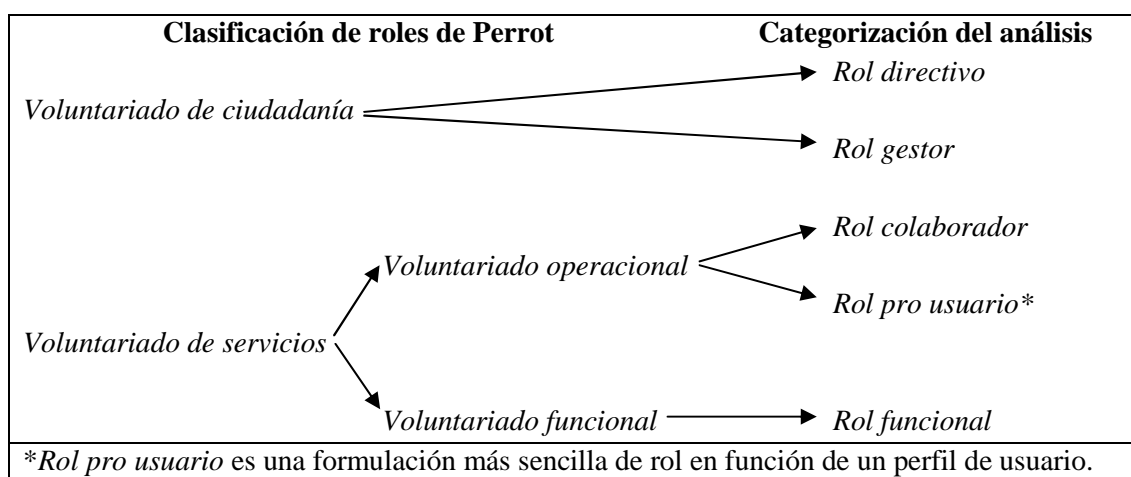 Clasificación de roles de Perrot Categorización del análisis
Rol directivo
Voluntariado de ciudadanía
Rol gestor
Rol colaborador
Voluntariado operacional
Rol pro usuario*
Voluntariado de servicios
Voluntariado funcional Rol funcional
*Rol pro usuario es una formulación más sencilla de rol en función de un perfil de usuario.